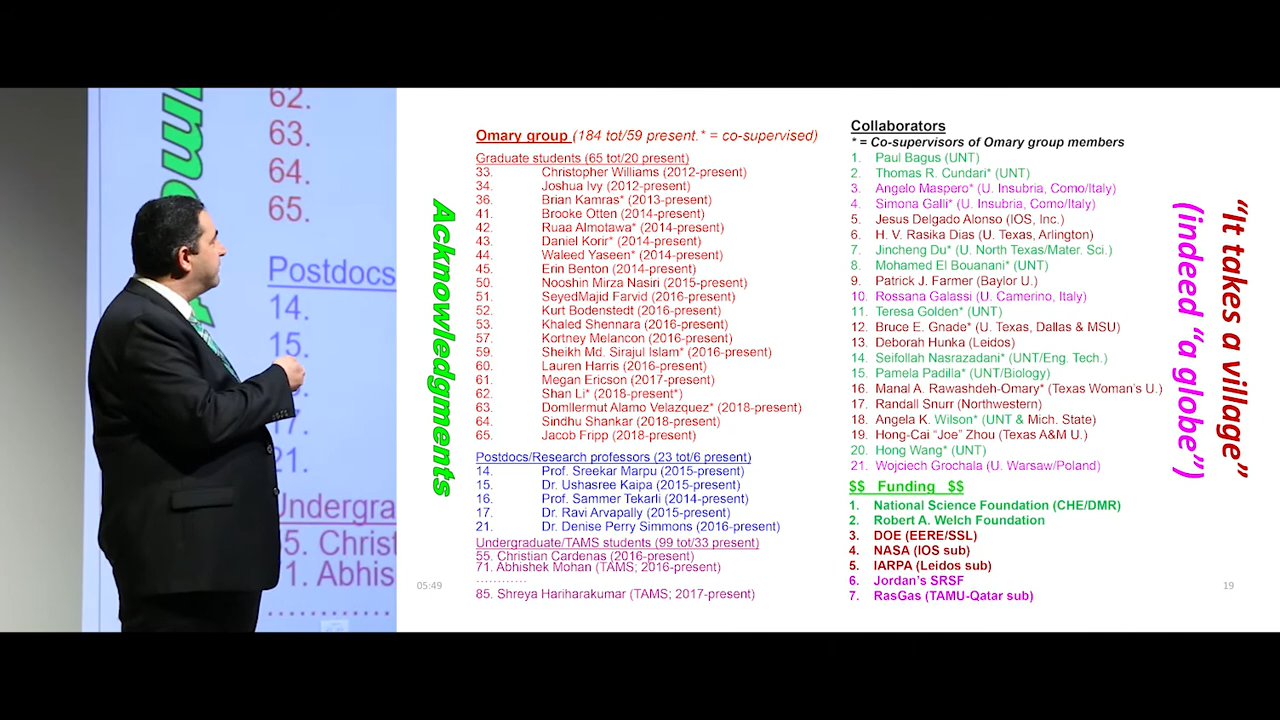 62.
63.
64.
65.
Postdocs
14.
15.
17.
21.
Undergra
55. Christ
71. Abhis
Acknowledgments
Omary group (184 tot/59 present.* = co-supervised)
Graduate students (65 tot/20 present)
33. Christopher Williams (2012-present)
34. Joshua Ivy (2012-present)
36. Brian Kamras* (2013-present)
41. Brooke Otten (2014-present)
42. Ruaa Almotawa* (2014-present)
43. Daniel Korir* (2014-present)
44. Waleed Yaseen* (2014-present)
45. Erin Benton (2014-present)
50. Nooshin Mirza Nasiri (2015-present)
51. SeyedMajid Farvid (2016-present)
52. Kurt Bodenstedt (2016-present)
53. Khaled Shennara (2016-present)
57. Kortney Melancon (2016-present)
59. Sheikh Md. Sirajul Islam* (2016-present)
60. Lauren Harris (2016-present)
61. Megan Ericson (2017-present)
62. Shan Li* (2018-present*)
63. Domllermut Alamo Velazquez* (2018-present)
64. Sindhu Shankar (2018-present)
65. Jacob Fripp (2018-present)
Postdocs/Research professors (23 tot/6 present)
14. Prof. Sreekar Marpu (2015-present)
15. Dr. Ushasree Kaipa (2015-present)
16. Prof. Sammer Tekarli (2014-present)
17. Dr. Ravi Arvapally (2015-present)
21. Dr. Denise Perry Simmons (2016-present)
Undergraduate/TAMS students (99 tot/33 present)
55. Christian Cardenas (2016-present)
71. Abhishek Mohan (TAMS; 2016-present)
............
85. Shreya Hariharakumar (TAMS; 2017-present)
05:49
Collaborators
* = Co-supervisors of Omary group members
1. Paul Bagus (UNT)
2. Thomas R. Cundari* (UNT)
3. Angelo Maspero* (U. Insubria, Como/Italy)
4. Simona Galli* (U. Insubria, Como/Italy)
5. Jesus Delgado Alonso (IOS, Inc.)
6. H. V. Rasika Dias (U. Texas, Arlington)
7. Jincheng Du* (U. North Texas/Mater. Sci.)
8. Mohamed El Bouanani* (UNT)
9. Patrick J. Farmer (Baylor U.)
10. Rossana Galassi (U. Camerino, Italy)
11. Teresa Golden* (UNT)
12. Bruce E. Gnade* (U. Texas, Dallas & MSU)
13. Deborah Hunka (Leidos)
14. Seifollah Nasrazadani* (UNT/Eng. Tech.)
15. Pamela Padilla* (UNT/Biology)
16. Manal A. Rawashdeh-Omary* (Texas Woman's U.)
17. Randall Snurr (Northwestern)
18. Angela K. Wilson* (UNT & Mich. State)
19. Hong-Cai “Joe” Zhou (Texas A&M U.)
20. Hong Wang* (UNT)
21. Wojciech Grochala (U. Warsaw/Poland)
$$ Funding $$
1. National Science Foundation (CHE/DMR)
2. Robert A. Welch Foundation
3. DOE (EERE/SSL)
4. NASA (IOS sub)
5. IARPA (Leidos sub)
6. Jordan's SRSF
7. RasGas (TAMU-Qatar sub)
“It takes a village”
(indeed “a globe”)
19